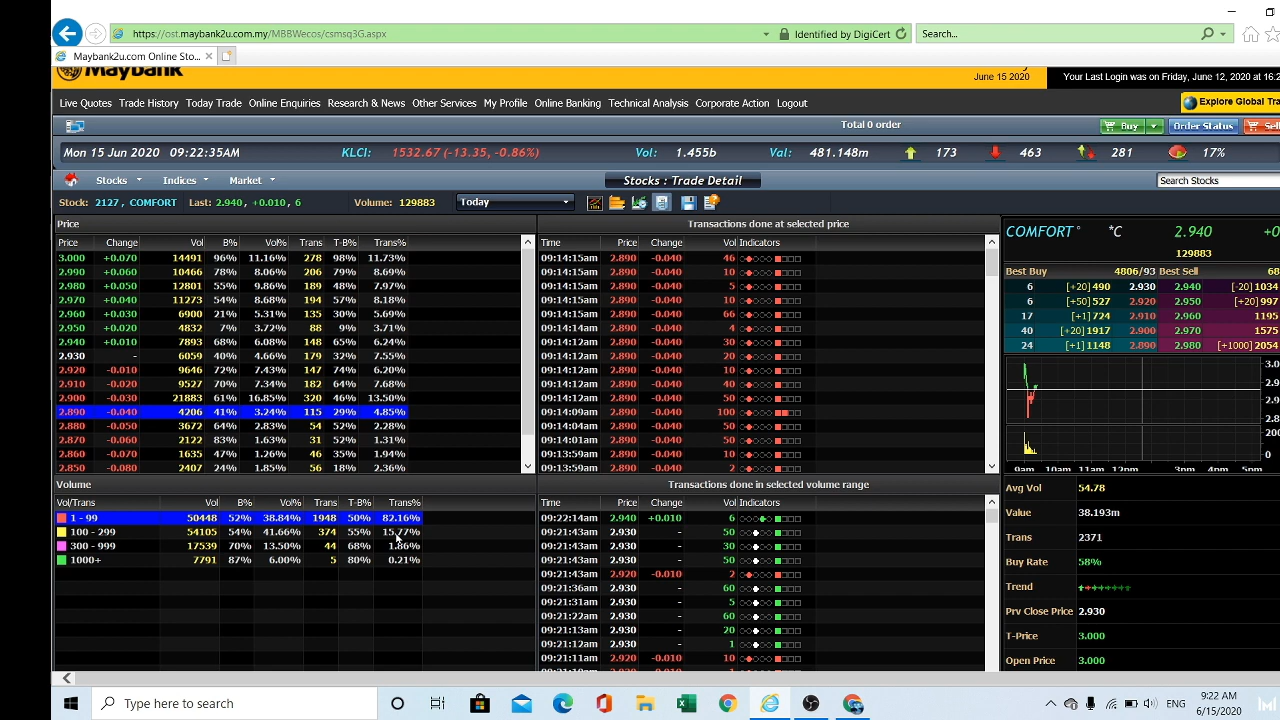 https://ost.maybank2u.com.my/MBBWecos/csmsq3G.aspx Identified by DigiCert Search...
Maybank2u.com Online Sto...
Maybank
June 15 2020 Your Last Login was on Friday, June 12, 2020 at 16:2
Live Quotes Trade History Today Trade Online Enquiries Research & News Other Services My Profile Online Banking Technical Analysis Corporate Action Logout Explore Global Tra
Total 0 order Buy Order Status Sell
Mon 15 Jun 2020 09:22:35AM KLCI: 1532.67 (-13.35, -0.86%) Vol: 1.455b Val: 481.148m 173 463 281 17%
Stocks Indices Market Stocks : Trade Detail Search Stocks
Stock: 2127, COMFORT Last: 2.940, +0.010, 6 Volume: 129883 Today
Price
Price Change Vol B% Vol% Trans T-B% Trans%
3.000 +0.070 14491 96% 11.16% 278 98% 11.73%
2.990 +0.060 10466 78% 8.06% 206 79% 8.69%
2.980 +0.050 12801 55% 9.86% 189 48% 7.97%
2.970 +0.040 11273 54% 8.68% 194 57% 8.18%
2.960 +0.030 6900 21% 5.31% 135 30% 5.69%
2.950 +0.020 4832 7% 3.72% 88 9% 3.71%
2.940 +0.010 7893 68% 6.08% 148 65% 6.24%
2.930 - 6059 40% 4.66% 179 32% 7.55%
2.920 -0.010 9646 72% 7.43% 147 74% 6.20%
2.910 -0.020 9527 70% 7.34% 182 64% 7.68%
2.900 -0.030 21883 61% 16.85% 320 46% 13.50%
2.890 -0.040 4206 41% 3.24% 115 29% 4.85%
2.880 -0.050 3672 64% 2.83% 54 52% 2.28%
2.870 -0.060 2122 83% 1.63% 31 52% 1.31%
2.860 -0.070 1635 47% 1.26% 46 35% 1.94%
2.850 -0.080 2407 24% 1.85% 56 18% 2.36%
Transactions done at selected price
Time Price Change Vol Indicators
09:14:15am 2.890 -0.040 46
09:14:15am 2.890 -0.040 10
09:14:15am 2.890 -0.040 5
09:14:15am 2.890 -0.040 10
09:14:15am 2.890 -0.040 66
09:14:14am 2.890 -0.040 4
09:14:12am 2.890 -0.040 30
09:14:12am 2.890 -0.040 20
09:14:12am 2.890 -0.040 10
09:14:12am 2.890 -0.040 40
09:14:12am 2.890 -0.040 50
09:14:09am 2.890 -0.040 100
09:14:04am 2.890 -0.040 50
09:14:01am 2.890 -0.040 50
09:13:59am 2.890 -0.040 10
09:13:59am 2.890 -0.040 2
COMFORT °C 2.940 +0
129883
Best Buy 4806/93 Best Sell 68
6 [+20]490 2.930 2.940 [-20]1034
6 [+50]527 2.920 2.950 [+20]997
17 [+1]724 2.910 2.960 1195
40 [+20]1917 2.900 2.970 1575
24 [+1]1148 2.890 2.980 [+1000]2054
3.0
2.8
200
0
9am 10am 11am 12pm 3pm 4pm 5pm
Volume
Vol/Trans Vol B% Vol% Trans T-B% Trans%
1 - 99 50448 52% 38.84% 1948 50% 82.16%
100 - 299 54105 54% 41.66% 374 55% 15.77%
300 - 999 17539 70% 13.50% 44 68% 1.86%
1000+ 7791 87% 6.00% 5 80% 0.21%
Transactions done in selected volume range
Time Price Change Vol Indicators
09:22:14am 2.940 +0.010 6
09:21:43am 2.930 - 50
09:21:43am 2.930 - 30
09:21:43am 2.930 - 50
09:21:43am 2.920 -0.010 2
09:21:36am 2.930 - 60
09:21:31am 2.930 - 5
09:21:22am 2.930 - 60
09:21:13am 2.930 - 20
09:21:12am 2.930 - 1
09:21:11am 2.920 -0.010 10
Avg Vol 54.78
Value 38.193m
Trans 2371
Buy Rate 58%
Trend
Prv Close Price 2.930
T-Price 3.000
Open Price 3.000
Type here to search ENG 9:22 AM
6/15/2020